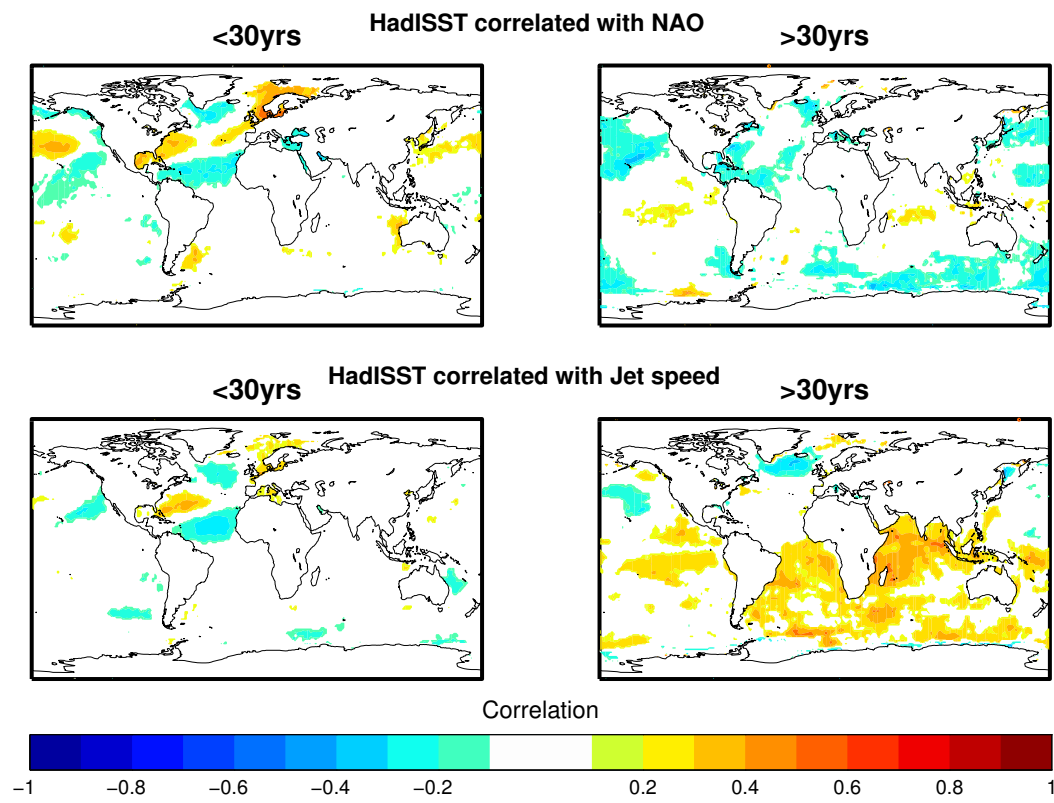 HadISST correlated with NAO
<30yrs >30yrs
HadISST correlated with Jet speed
<30yrs >30yrs
Correlation
−1 −0.8 −0.6 −0.4 −0.2 0.2 0.4 0.6 0.8 1